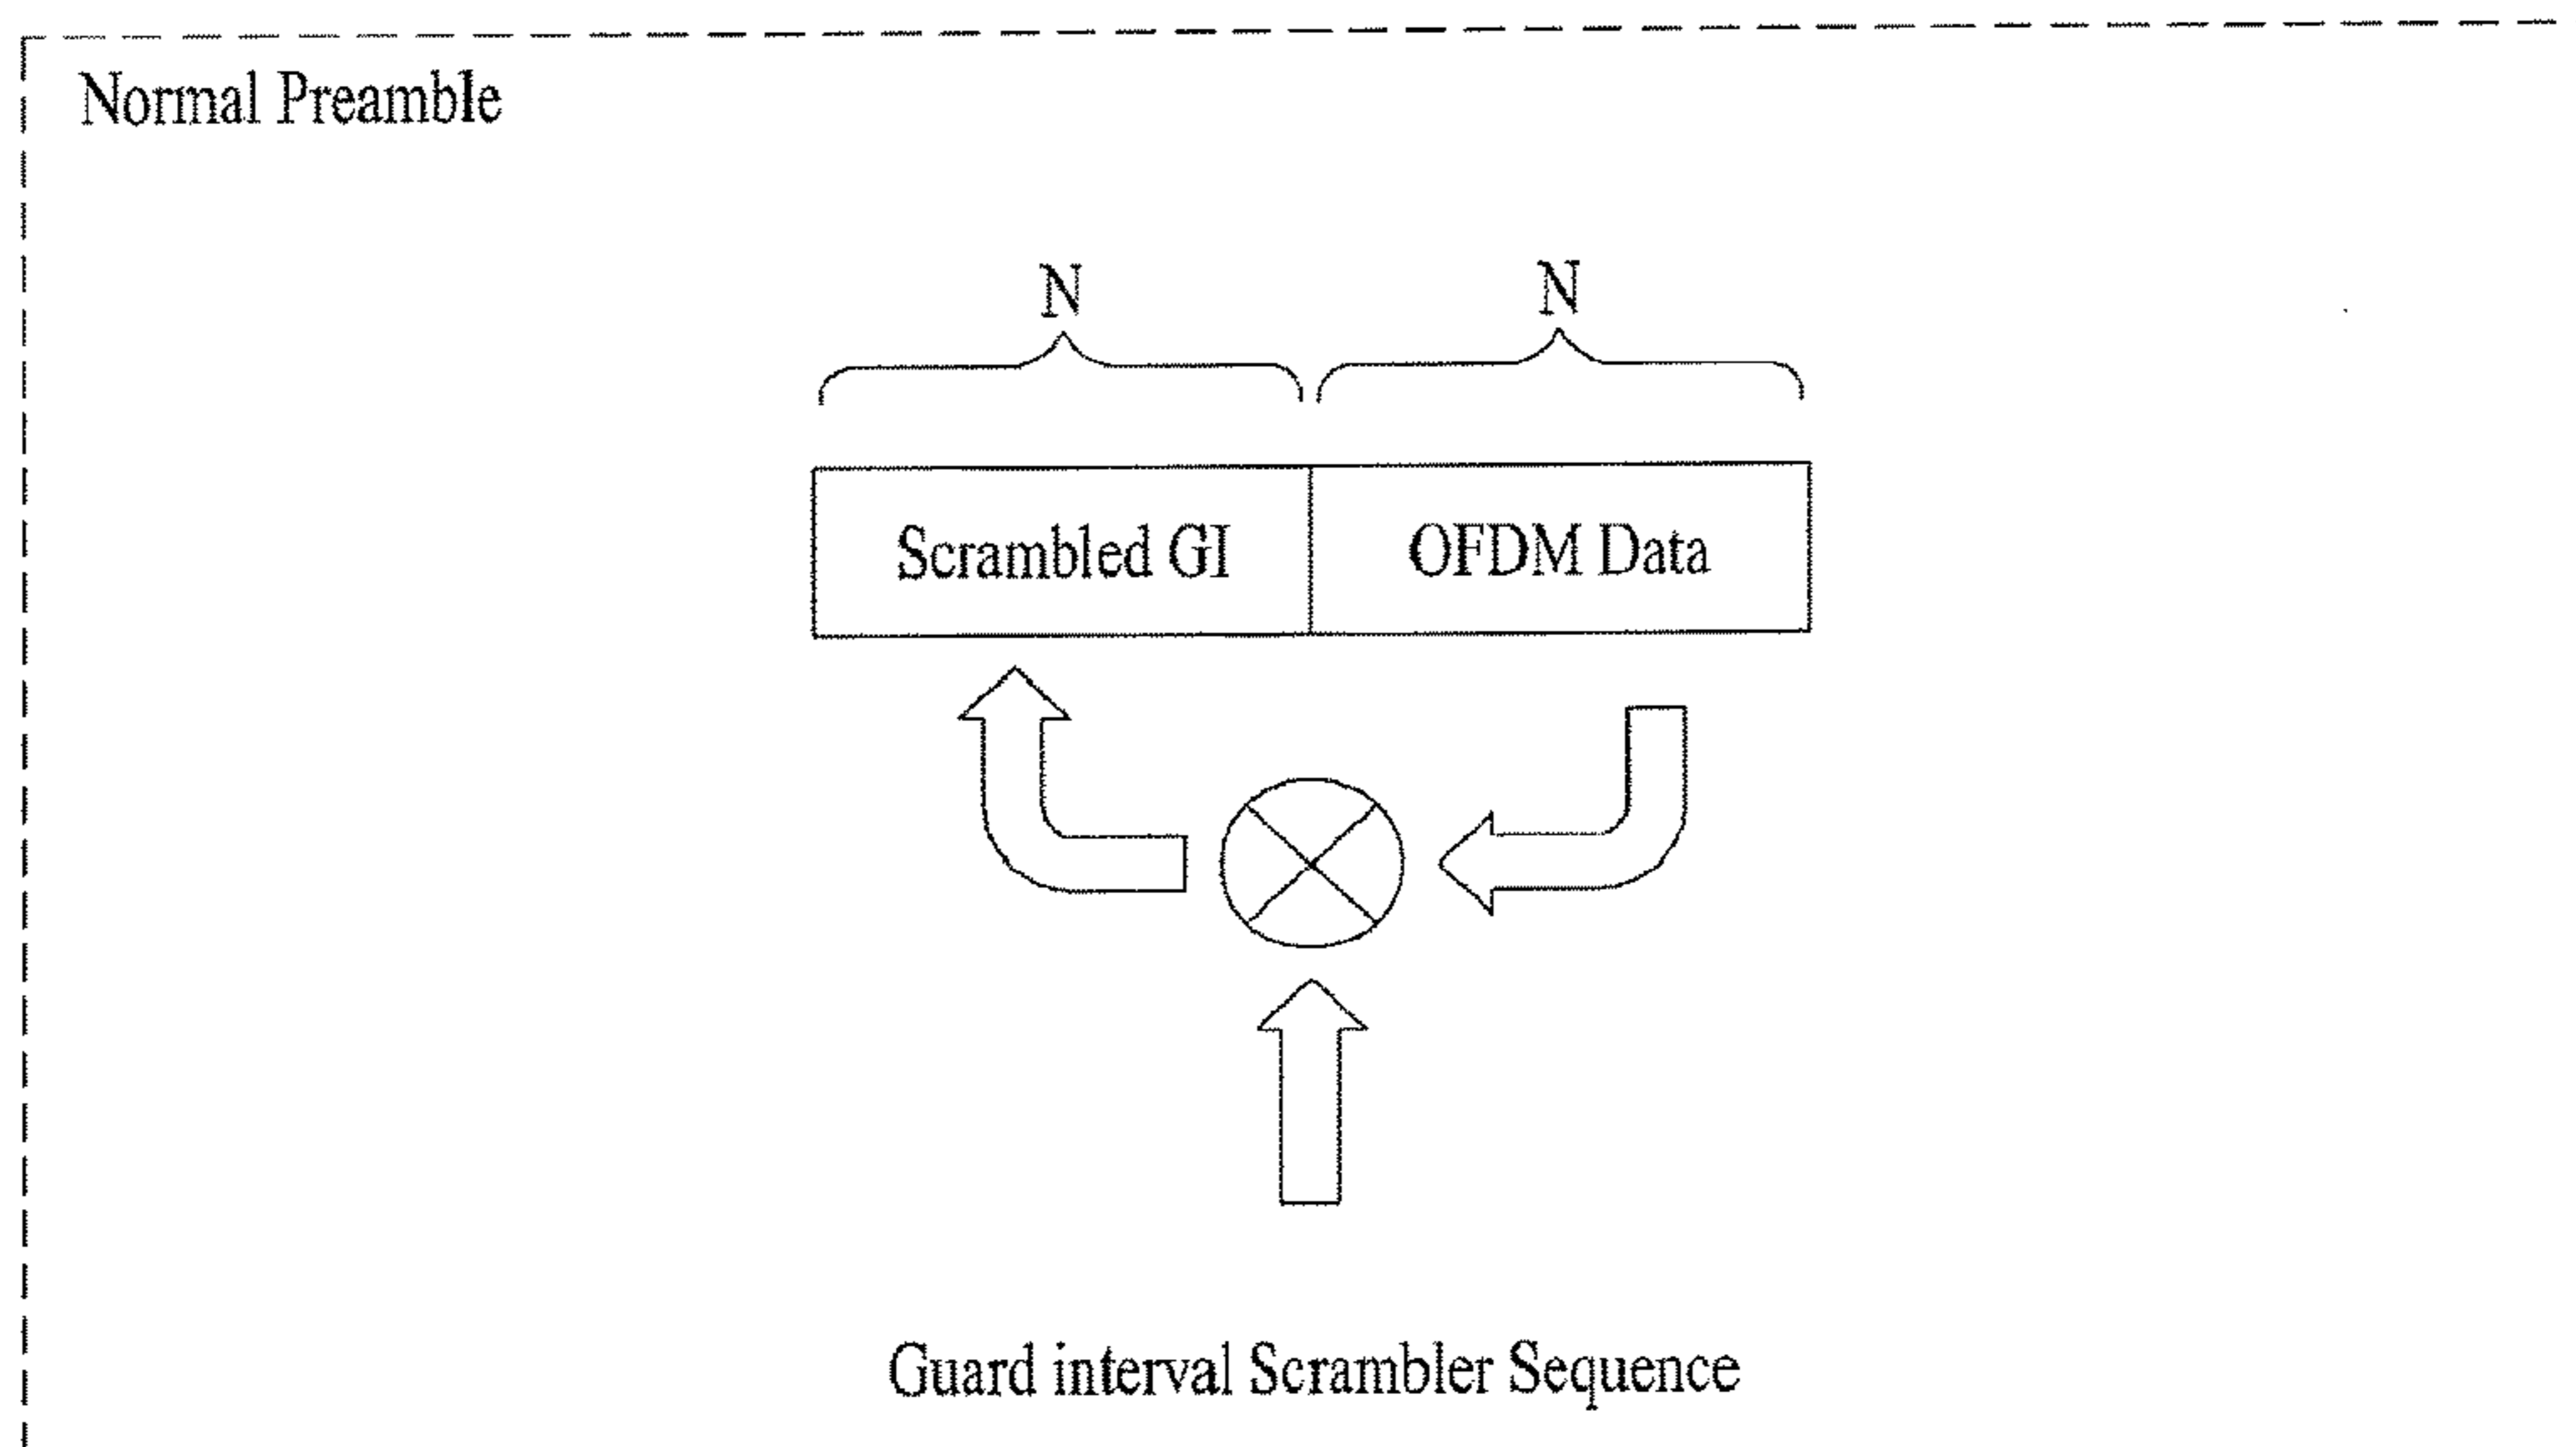 Normal Preamble
N N
Scrambled GI OFDM Data
Guard interval Scrambler Sequence